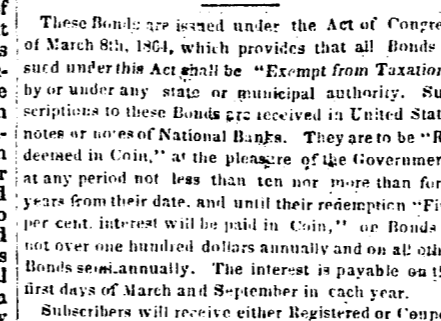 These Bonds are issued under the Act of Congre
of March 8th, 1864, which provides that all Bonds
sued under this Act shall be "Exempt from Taxation
by or under any state or municipal authority. Su
scriptions to these Bonds are received in United Stat
notes or notes of National Banks. They are to be "R
deemed in Coin," at the pleasure of the Governmer
at any period not less than ten nor more than for
years from their date, and until their redemption "Fi
per cent. interest will be paid in Coin," on Bonds
not over one hundred dollars annually and on all oth
Bonds semi-annually. The interest is payable on th
first days of March and September in each year.
Subscribers will receive either Registered or Coup